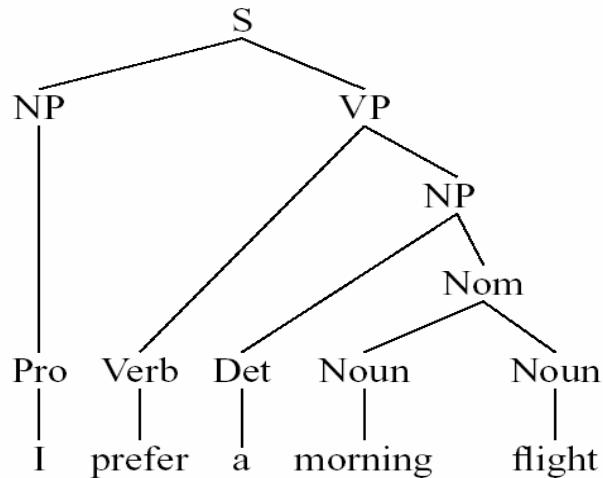 S
NP VP
NP
Nom
Pro Verb Det Noun Noun
I prefer a morning flight